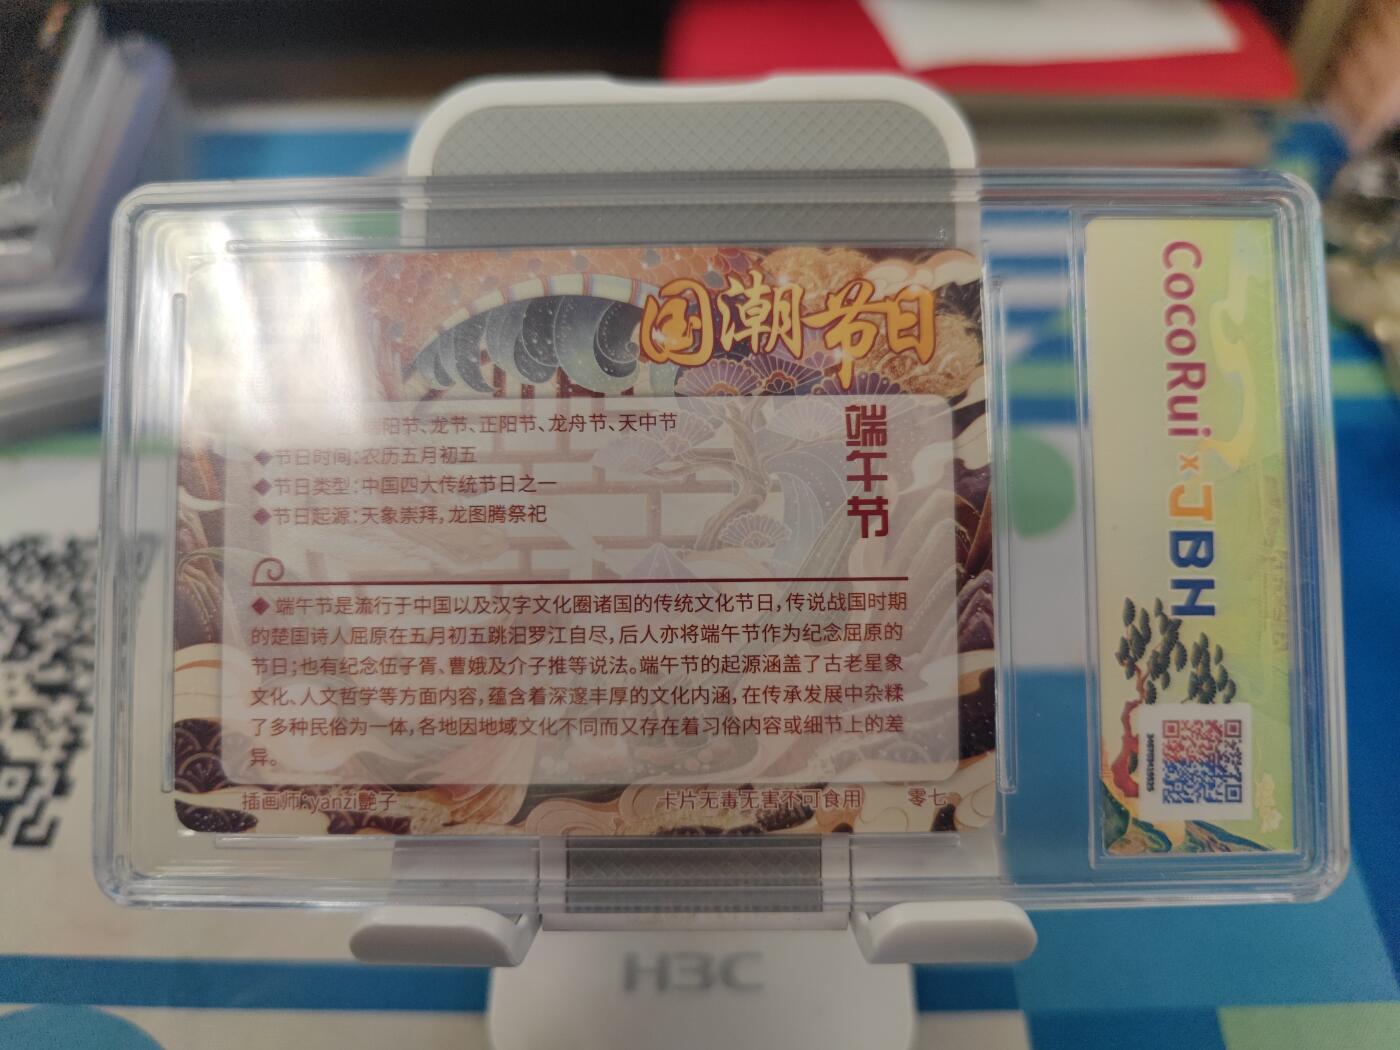 国潮节日
端午节
端阳节、龙节、正阳节、龙舟节、天中节
◆节日时间:农历五月初五
◆节日类型:中国四大传统节日之一
◆节日起源:天象崇拜,龙图腾祭祀
◆端午节是流行于中国以及汉字文化圈诸国的传统文化节日,传说战国时期
的楚国诗人屈原在五月初五跳汨罗江自尽,后人亦将端午节作为纪念屈原的
节日;也有纪念伍子胥、曹娥及介子推等说法。端午节的起源涵盖了古老星象
文化、人文哲学等方面内容,蕴含着深邃丰厚的文化内涵,在传承发展中杂糅
了多种民俗为一体,各地因地域文化不同而又存在着习俗内容或细节上的差
异。
插画师:yanzi艶子
卡片无毒无害不可食用
零七
CocoRui x JBH
H3C